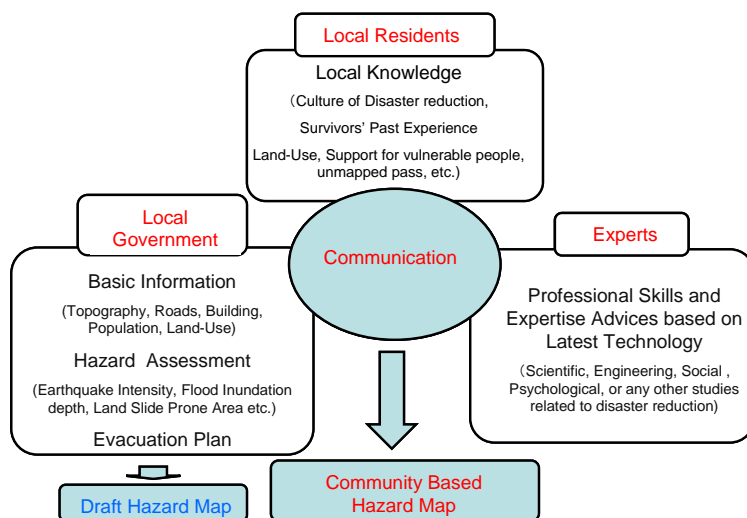 Local Residents
Local Knowledge
（Culture of Disaster reduction,
Survivors' Past Experience
Land-Use, Support for vulnerable people,
unmapped pass, etc.)
Local
Government
Basic Information
(Topography, Roads, Building,
Population, Land-Use)
Hazard Assessment
(Earthquake Intensity, Flood Inundation
depth, Land Slide Prone Area etc.)
Evacuation Plan
Draft Hazard Map
Communication
Community Based
Hazard Map
Experts
Professional Skills and
Expertise Advices based on
Latest Technology
(Scientific, Engineering, Social ,
Psychological, or any other studies
related to disaster reduction)